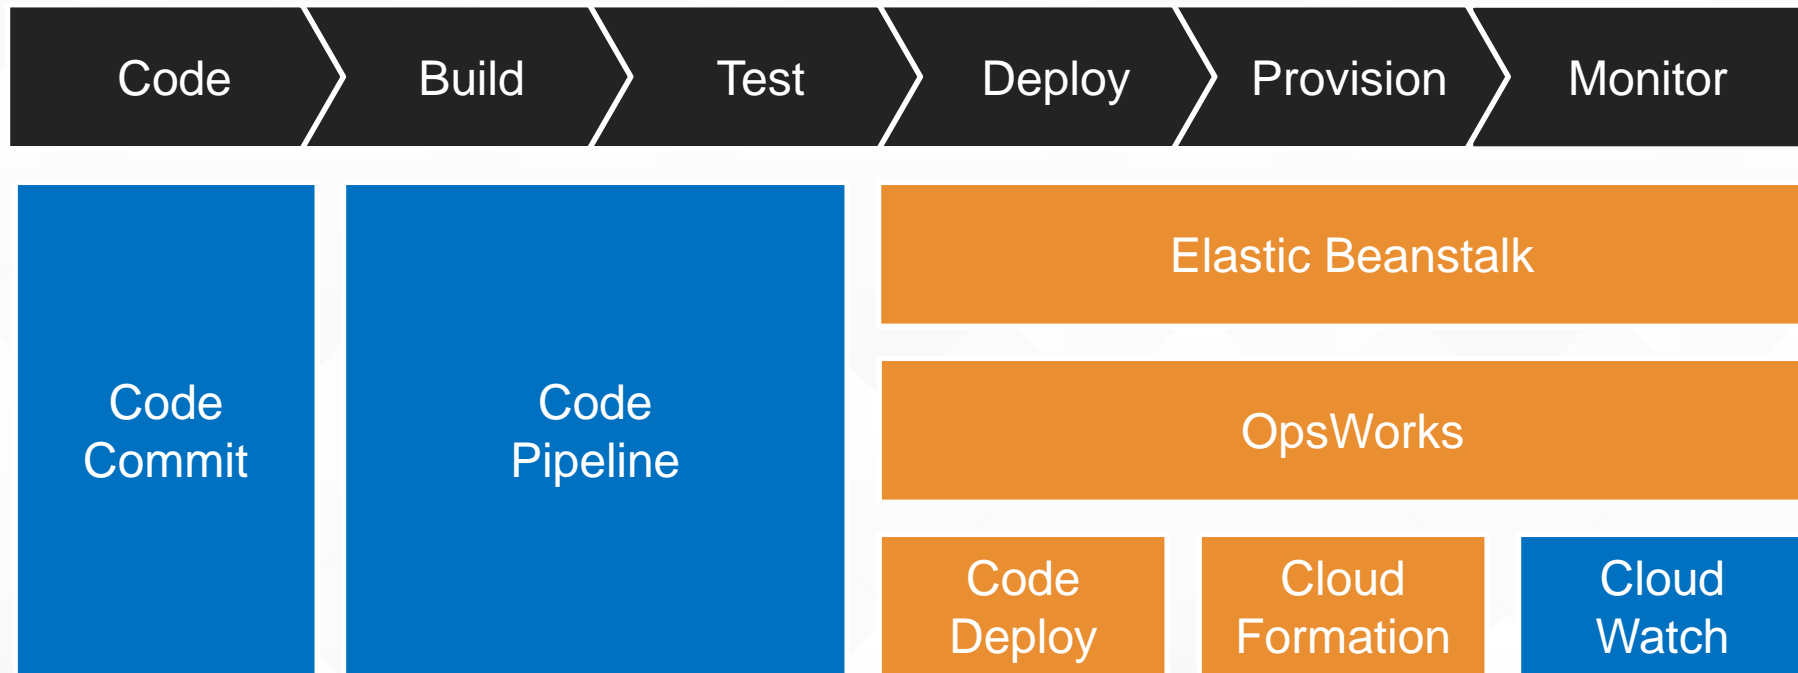 Code
Build
Test
Deploy
Provision
Monitor
Code
Commit
Code
Pipeline
Elastic Beanstalk
OpsWorks
Code
Deploy
Cloud
Formation
Cloud
Watch